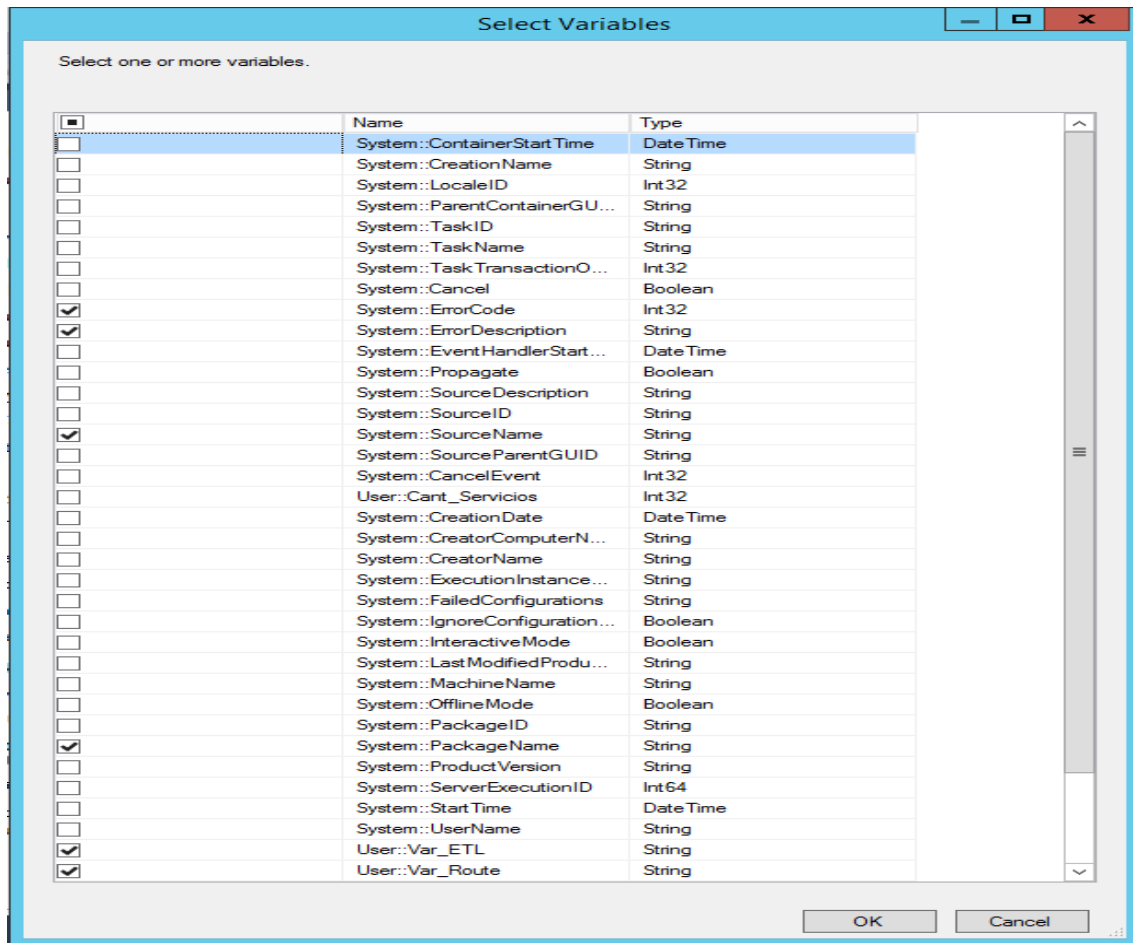 Select Variables
Select one or more variables.
Name Type
System::ContainerStartTime DateTime
System::CreationName String
System::LocaleID Int32
System::ParentContainerGU... String
System::TaskID String
System::TaskName String
System::TaskTransactionO... Int32
System::Cancel Boolean
System::ErrorCode Int32
System::ErrorDescription String
System::EventHandlerStart... DateTime
System::Propagate Boolean
System::SourceDescription String
System::SourceID String
System::SourceName String
System::SourceParentGUID String
System::CancelEvent Int32
User::Cant_Servicios Int32
System::CreationDate DateTime
System::CreatorComputerN... String
System::CreatorName String
System::ExecutionInstance... String
System::FailedConfigurations String
System::IgnoreConfiguration... Boolean
System::InteractiveMode Boolean
System::LastModifiedProdu... String
System::MachineName String
System::OfflineMode Boolean
System::PackageID String
System::PackageName String
System::ProductVersion String
System::ServerExecutionID Int64
System::StartTime DateTime
System::UserName String
User::Var_ETL String
User::Var_Route String
OK Cancel